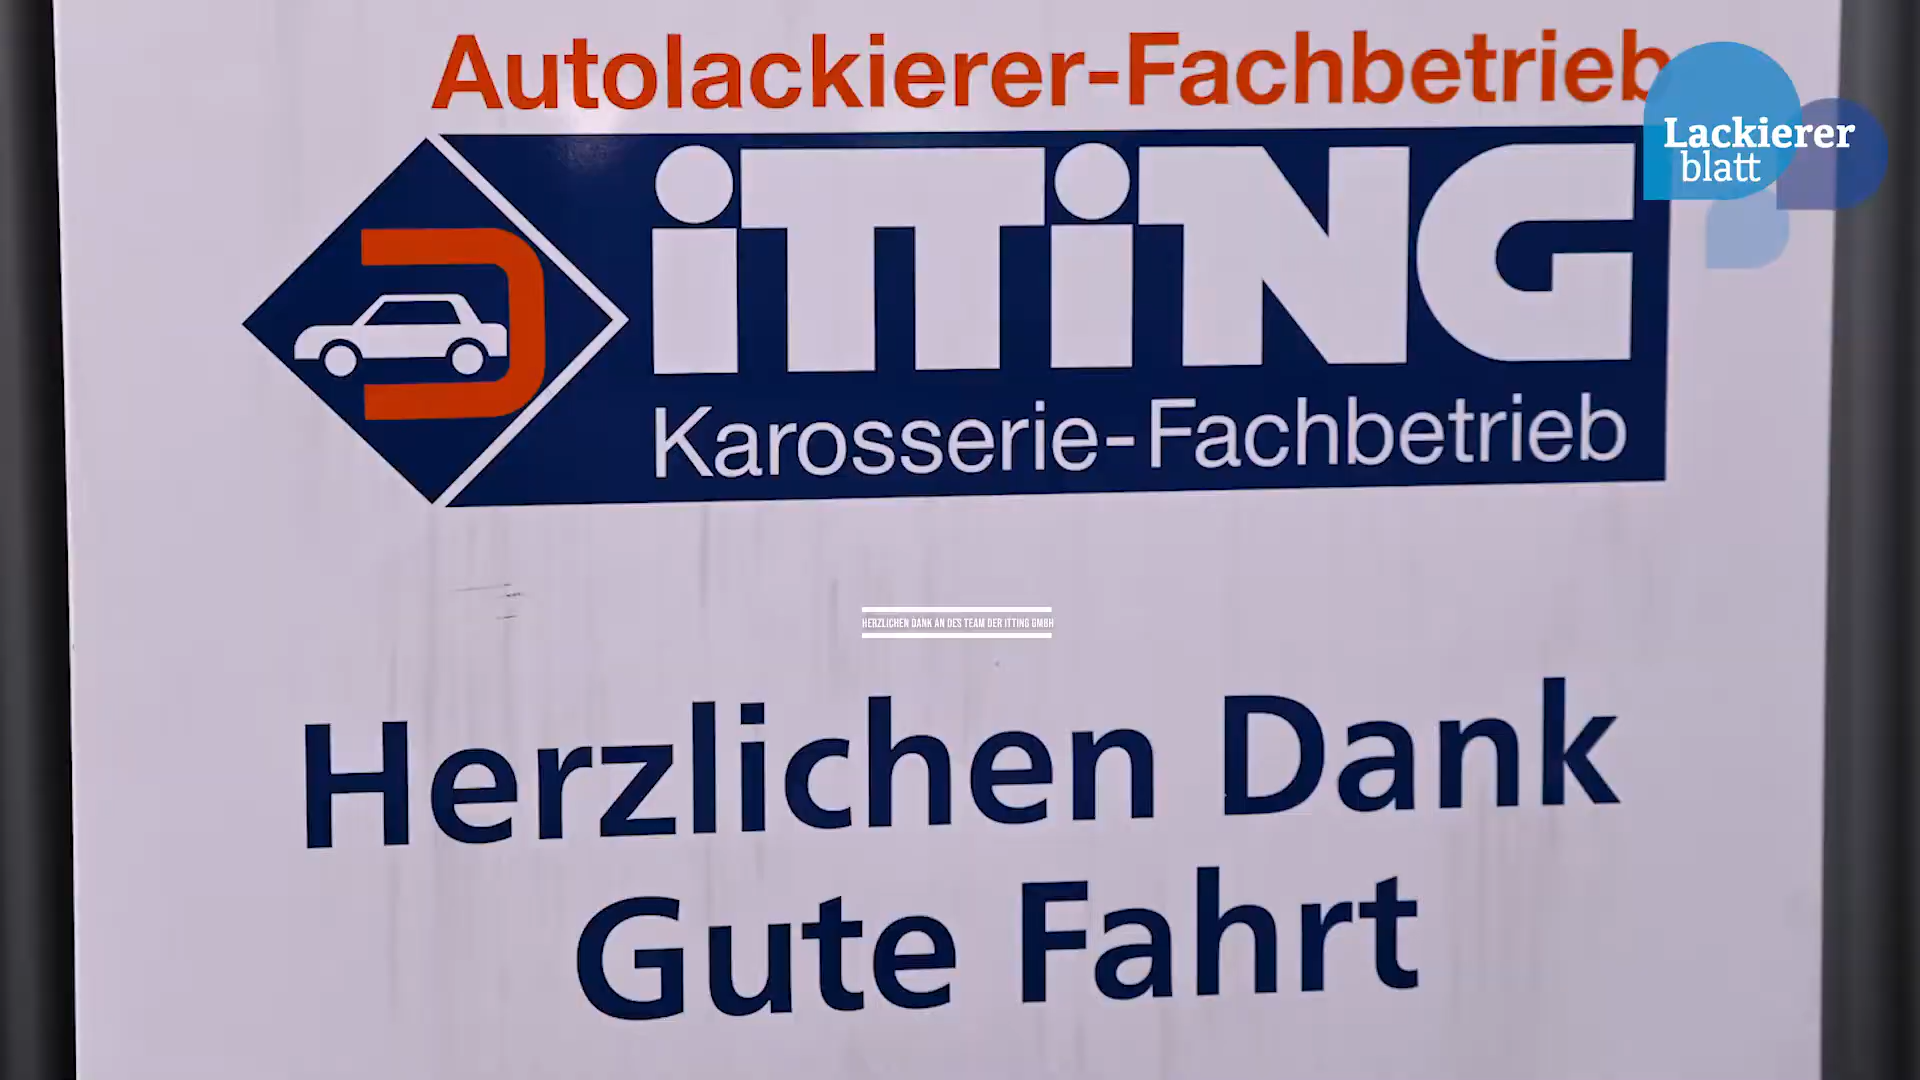 Autolackierer-Fachbetrieb
Lackierer
blatt
iTTiNG
Karosserie-Fachbetrieb
HERZLICHEN DANK AN DES TEAM DER ITTING GMBH
Herzlichen Dank
Gute Fahrt